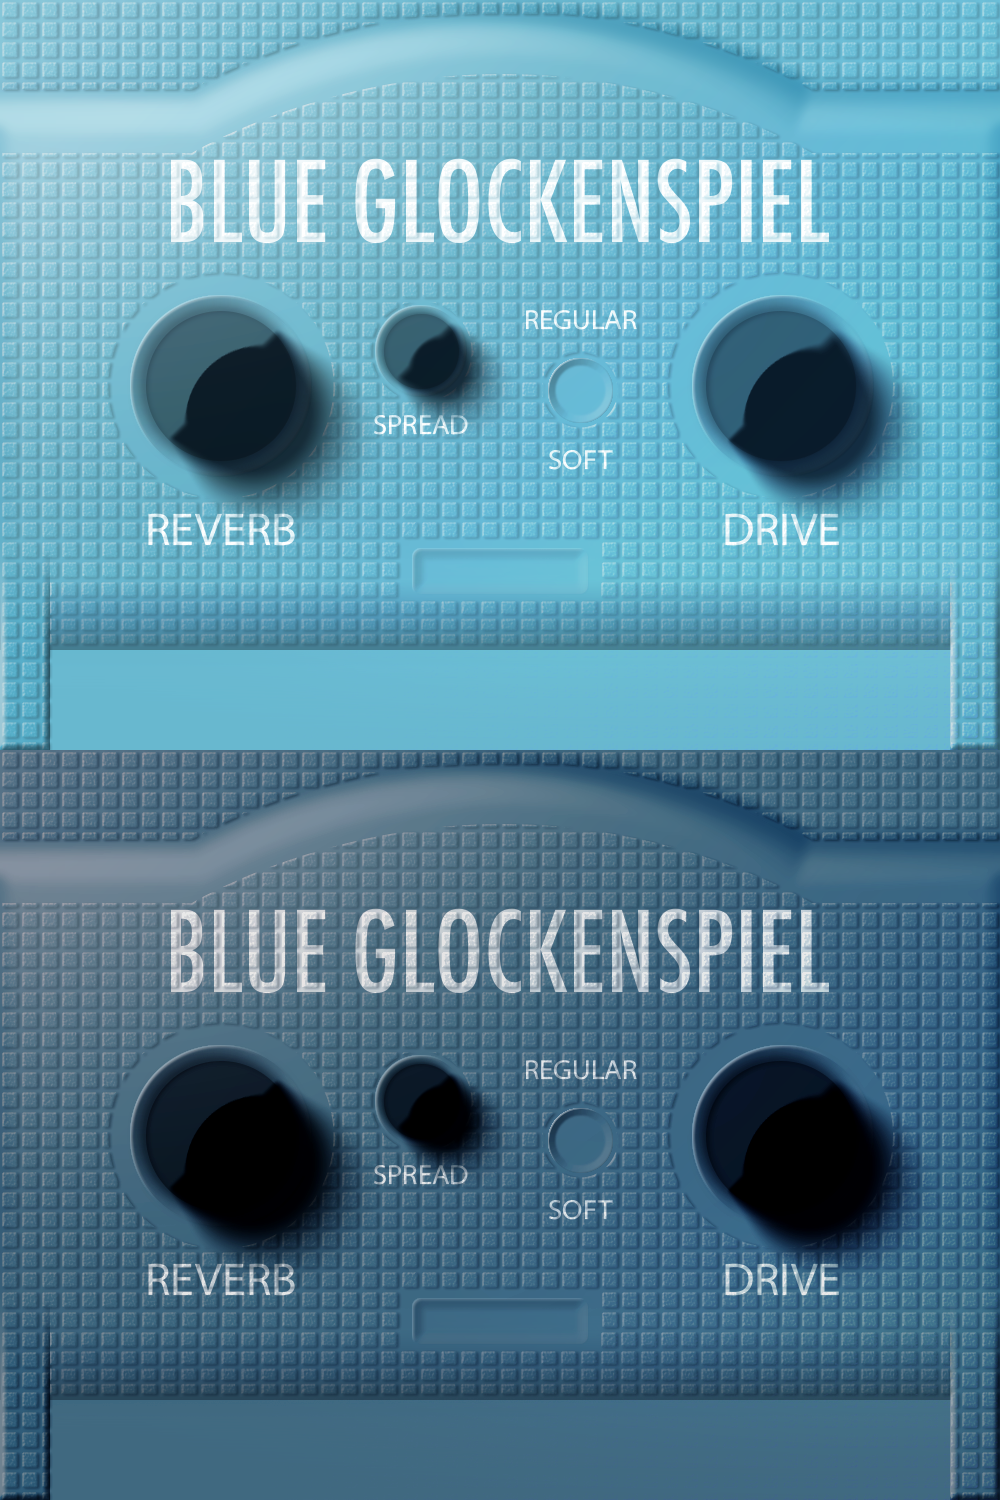 BLUE GLOCKENSPIEL
REGULAR
SPREAD
SOFT
REVERB
DRIVE
BLUE GLOCKENSPIEL
REGULAR
SPREAD
SOFT
REVERB
DRIVE